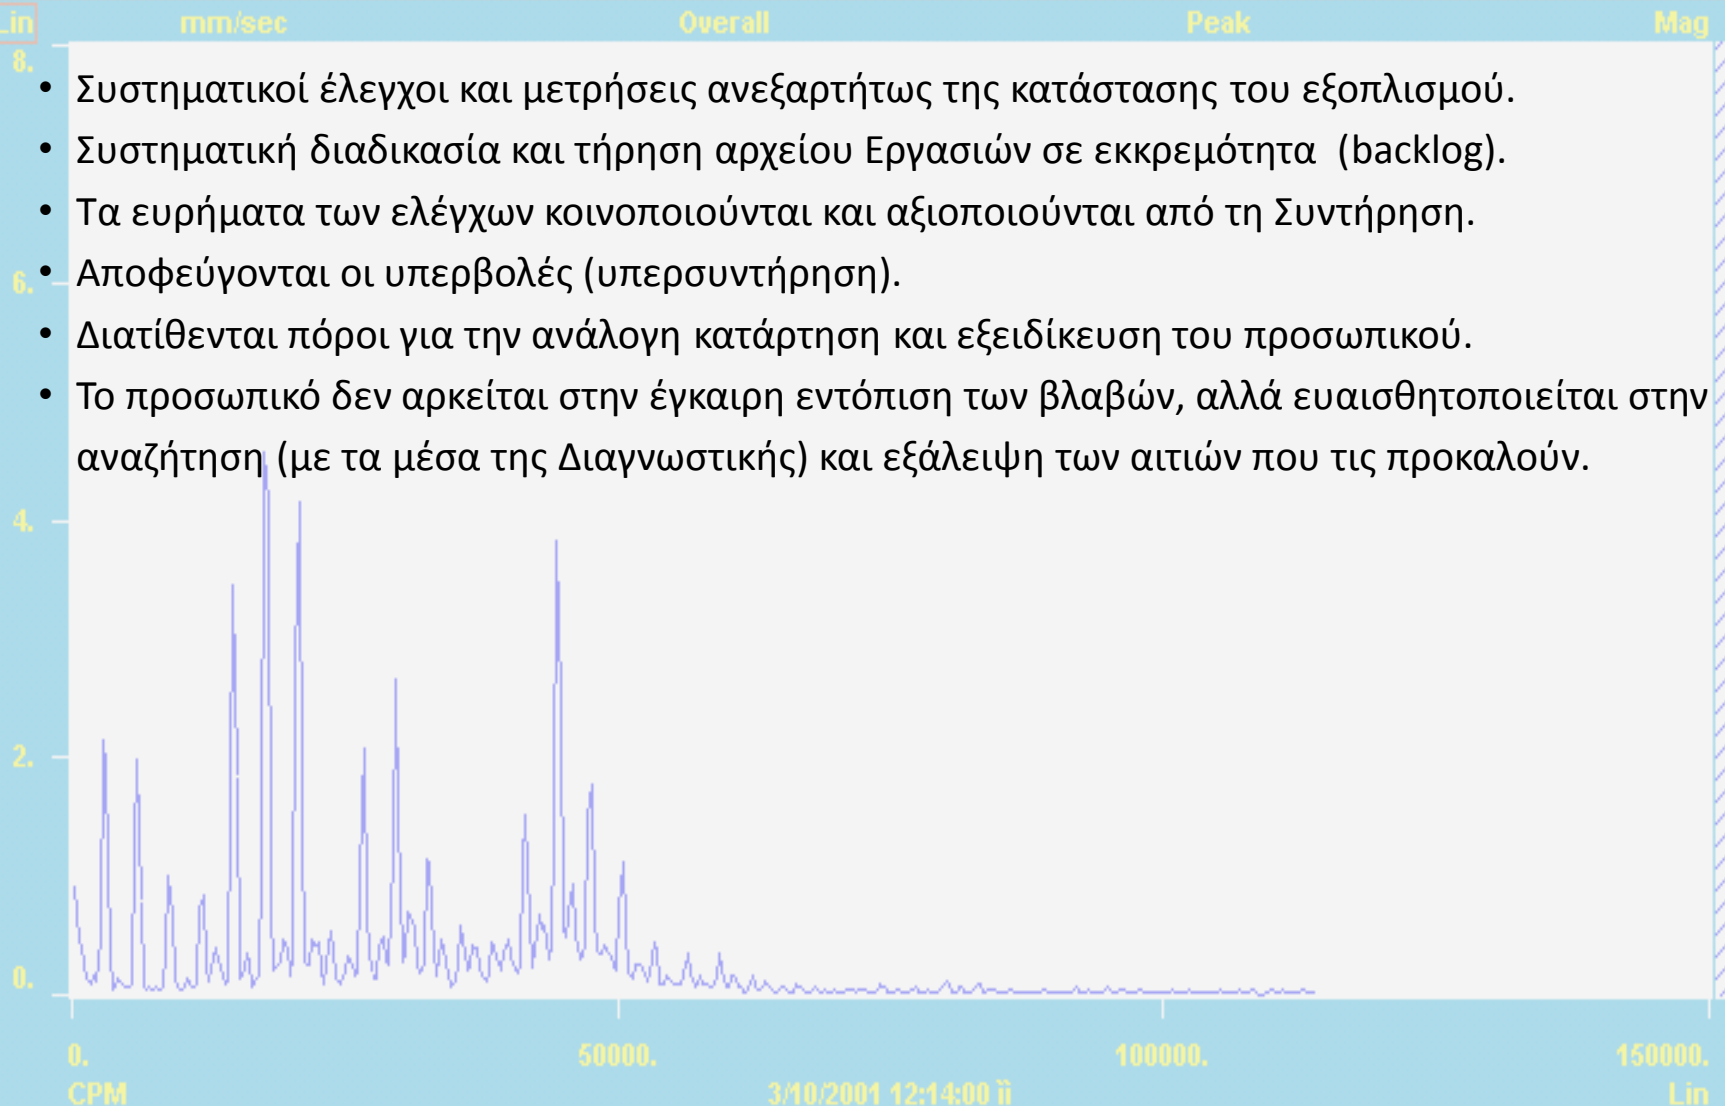 Lin mm/sec Overall Peak Mag
8.
• Συστηματικοί έλεγχοι και μετρήσεις ανεξαρτήτως της κατάστασης του εξοπλισμού.
• Συστηματική διαδικασία και τήρηση αρχείου Εργασιών σε εκκρεμότητα (backlog).
• Τα ευρήματα των ελέγχων κοινοποιούνται και αξιοποιούνται από τη Συντήρηση.
• Αποφεύγονται οι υπερβολές (υπερσυντήρηση).
6.
• Διατίθενται πόροι για την ανάλογη κατάρτηση και εξειδίκευση του προσωπικού.
• Το προσωπικό δεν αρκείται στην έγκαιρη εντόπιση των βλαβών, αλλά ευαισθητοποιείται στην
αναζήτηση (με τα μέσα της Διαγνωστικής) και εξάλειψη των αιτιών που τις προκαλούν.
4.
2.
0.
0. 50000. 100000. 150000.
CPM 3/10/2001 12:14:00 ìì Lin